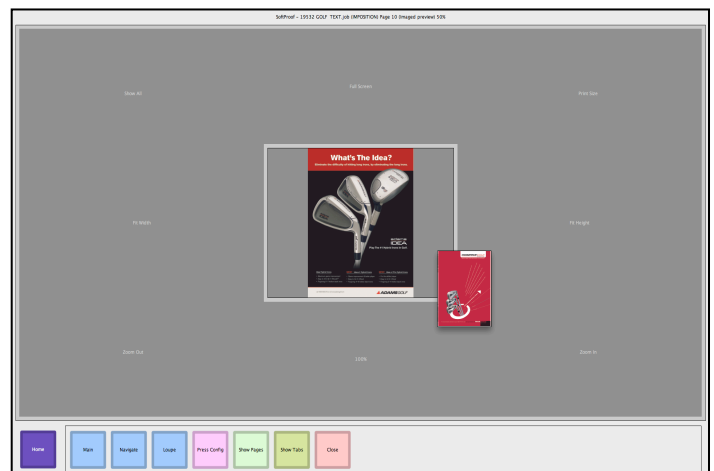 SoftProof - 19532 GOLF TEXT.job (IMPOSITION) Page 10 (Imaged preview) 50%
Full Screen
Show All
Print Size
What's The Idea?
Fit Width
Fit Height
IDEA
ADAMSGOLF
Zoom Out
100%
Zoom In
Home
Main
Navigate
Loupe
Press Config
Show Pages
Show Tabs
Close